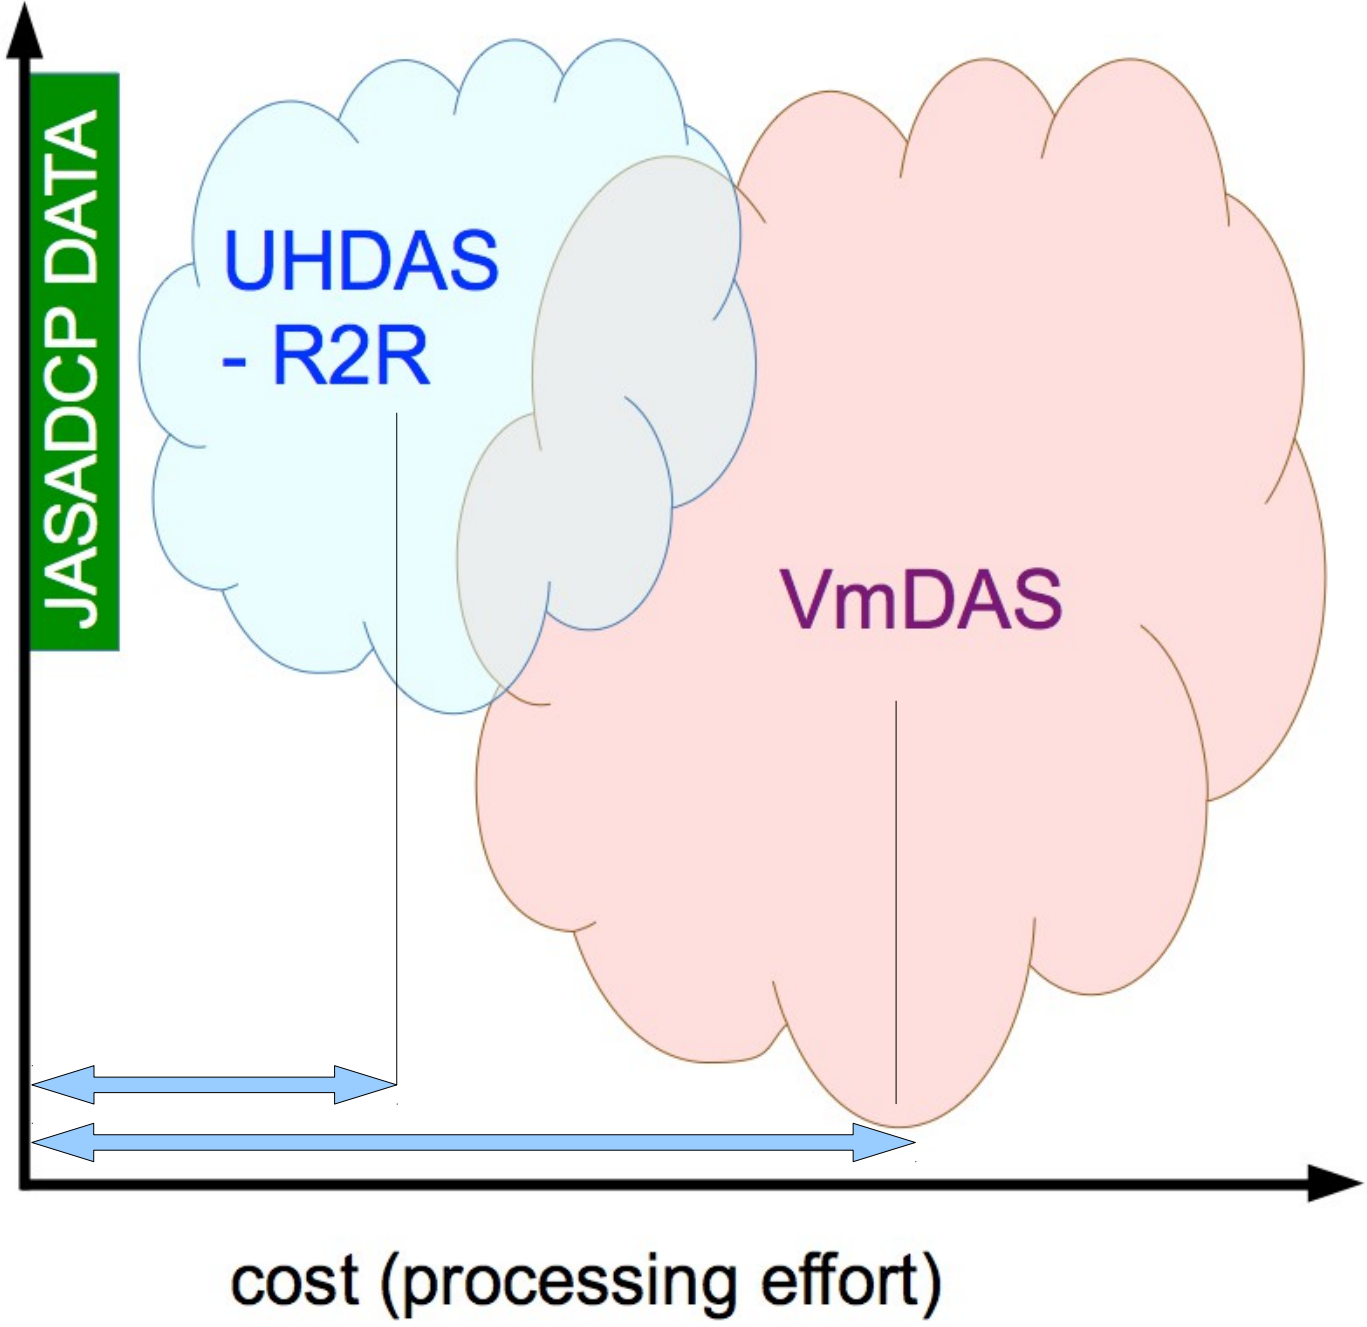 JASADCP DATA
UHDAS
- R2R
VmDAS
cost (processing effort)